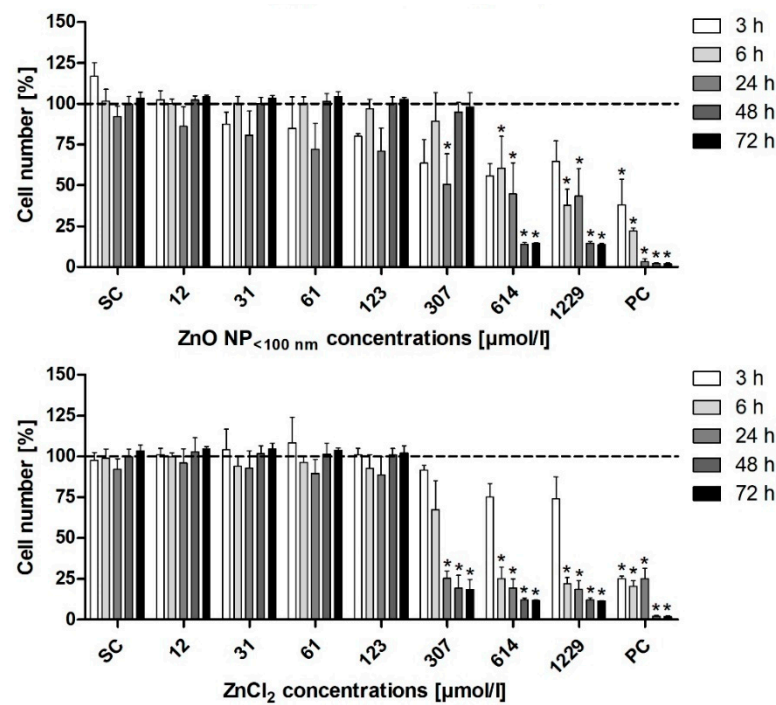 150
125
100
75
50
25
0
Cell number [%]
SC
12
31
61
123
307
614
1229
PC
ZnO NP<100 nm concentrations [µmol/l]
* * * * * * * * * * * * * *
3 h
6 h
24 h
48 h
72 h
150
125
100
75
50
25
0
Cell number [%]
SC
12
31
61
123
307
614
1229
PC
ZnCl₂ concentrations [µmol/l]
* * * * * * * * * * * * * * * *
3 h
6 h
24 h
48 h
72 h